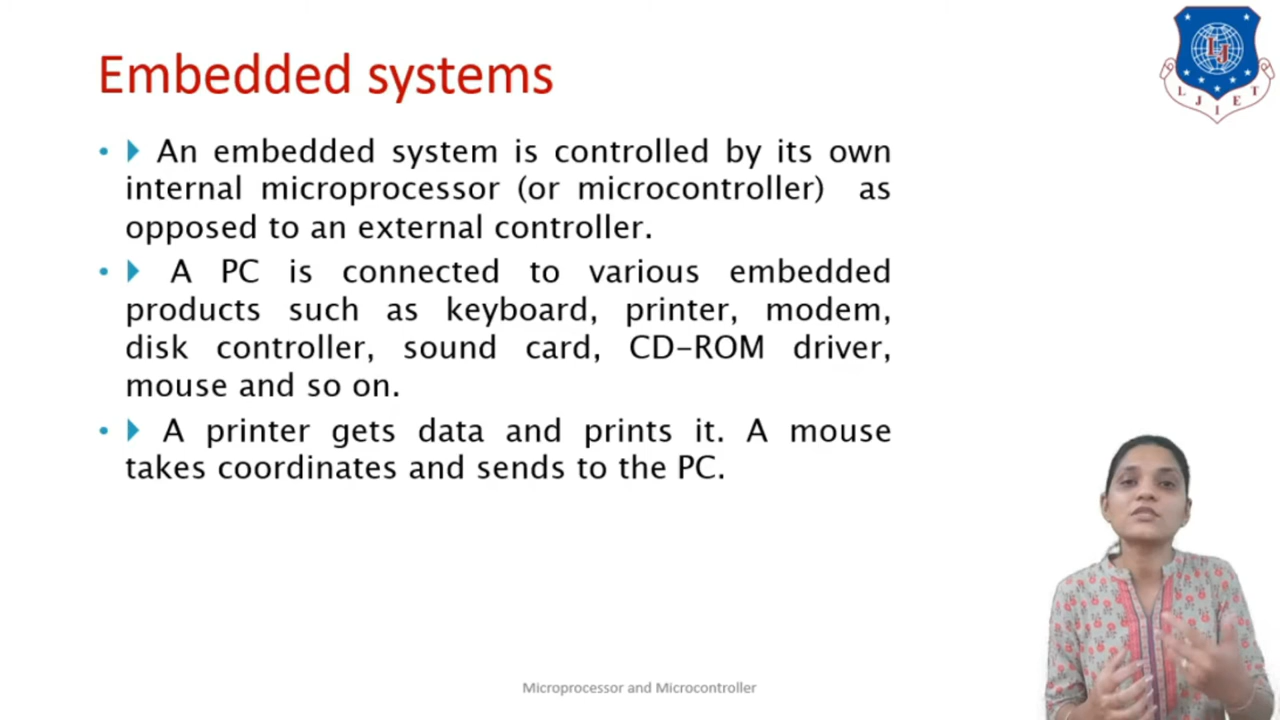 Embedded systems
L J I E T
LJ
• An embedded system is controlled by its own
internal microprocessor (or microcontroller) as
opposed to an external controller.
• A PC is connected to various embedded
products such as keyboard, printer, modem,
disk controller, sound card, CD-ROM driver,
mouse and so on.
• A printer gets data and prints it. A mouse
takes coordinates and sends to the PC.
Microprocessor and Microcontroller